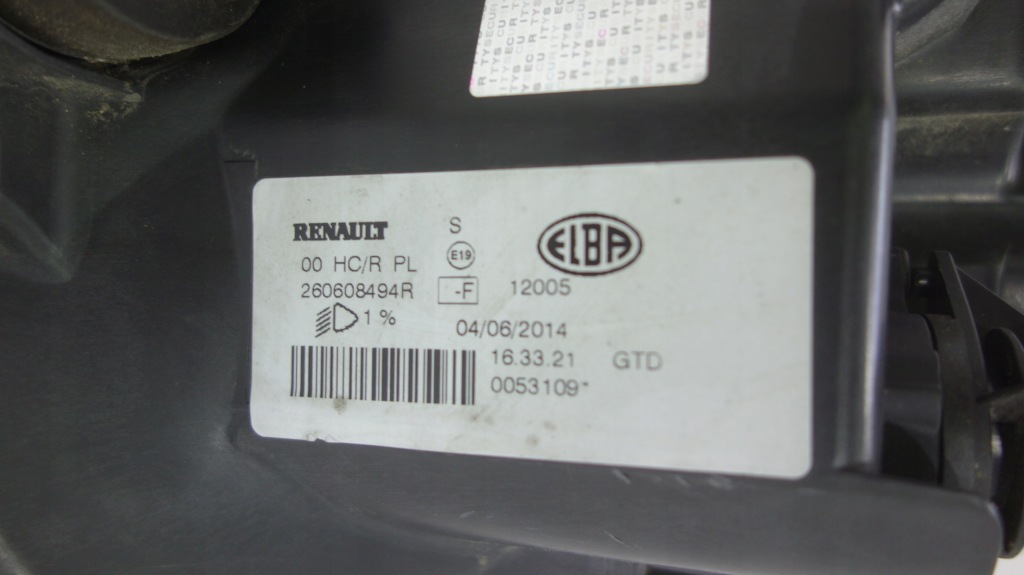 RENAULT S ELBA
00 HC/R PL E19
260608494R -F 12005
1 % 04/06/2014
16.33.21 GTD
0053109